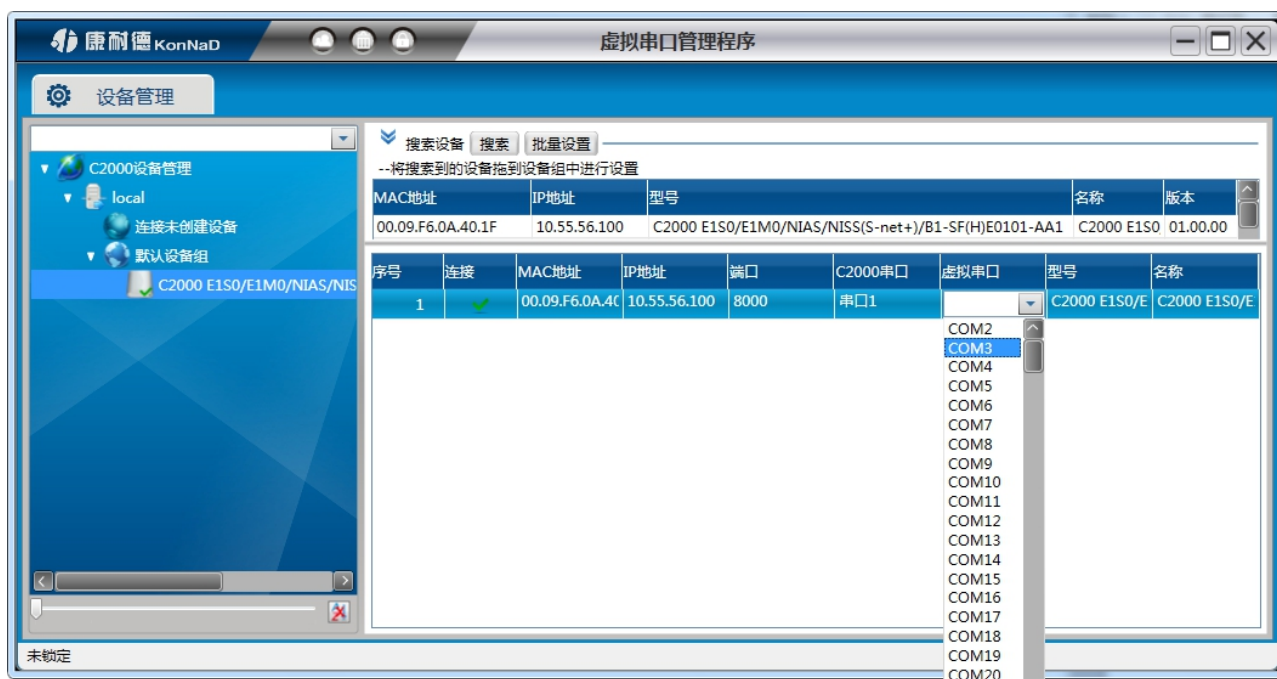 康耐德 KonNaD
虚拟串口管理程序
设备管理
搜索设备 搜索 批量设置
--将搜索到的设备拖到设备组中进行设置
C2000设备管理
local
连接未创建设备
默认设备组
C2000 E1S0/E1M0/NIAS/NIS
MAC地址 IP地址 型号 名称 版本
00.09.F6.0A.40.1F 10.55.56.100 C2000 E1S0/E1M0/NIAS/NISS(S-net+)/B1-SF(H)E0101-AA1 C2000 E1S0 01.00.00
序号 连接 MAC地址 IP地址 端口 C2000串口 虚拟串口 型号 名称
1 00.09.F6.0A.4( 10.55.56.100 8000 串口1 C2000 E1S0/E C2000 E1S0/E
COM2
COM3
COM4
COM5
COM6
COM7
COM8
COM9
COM10
COM11
COM12
COM13
COM14
COM15
COM16
COM17
COM18
COM19
COM20
未锁定